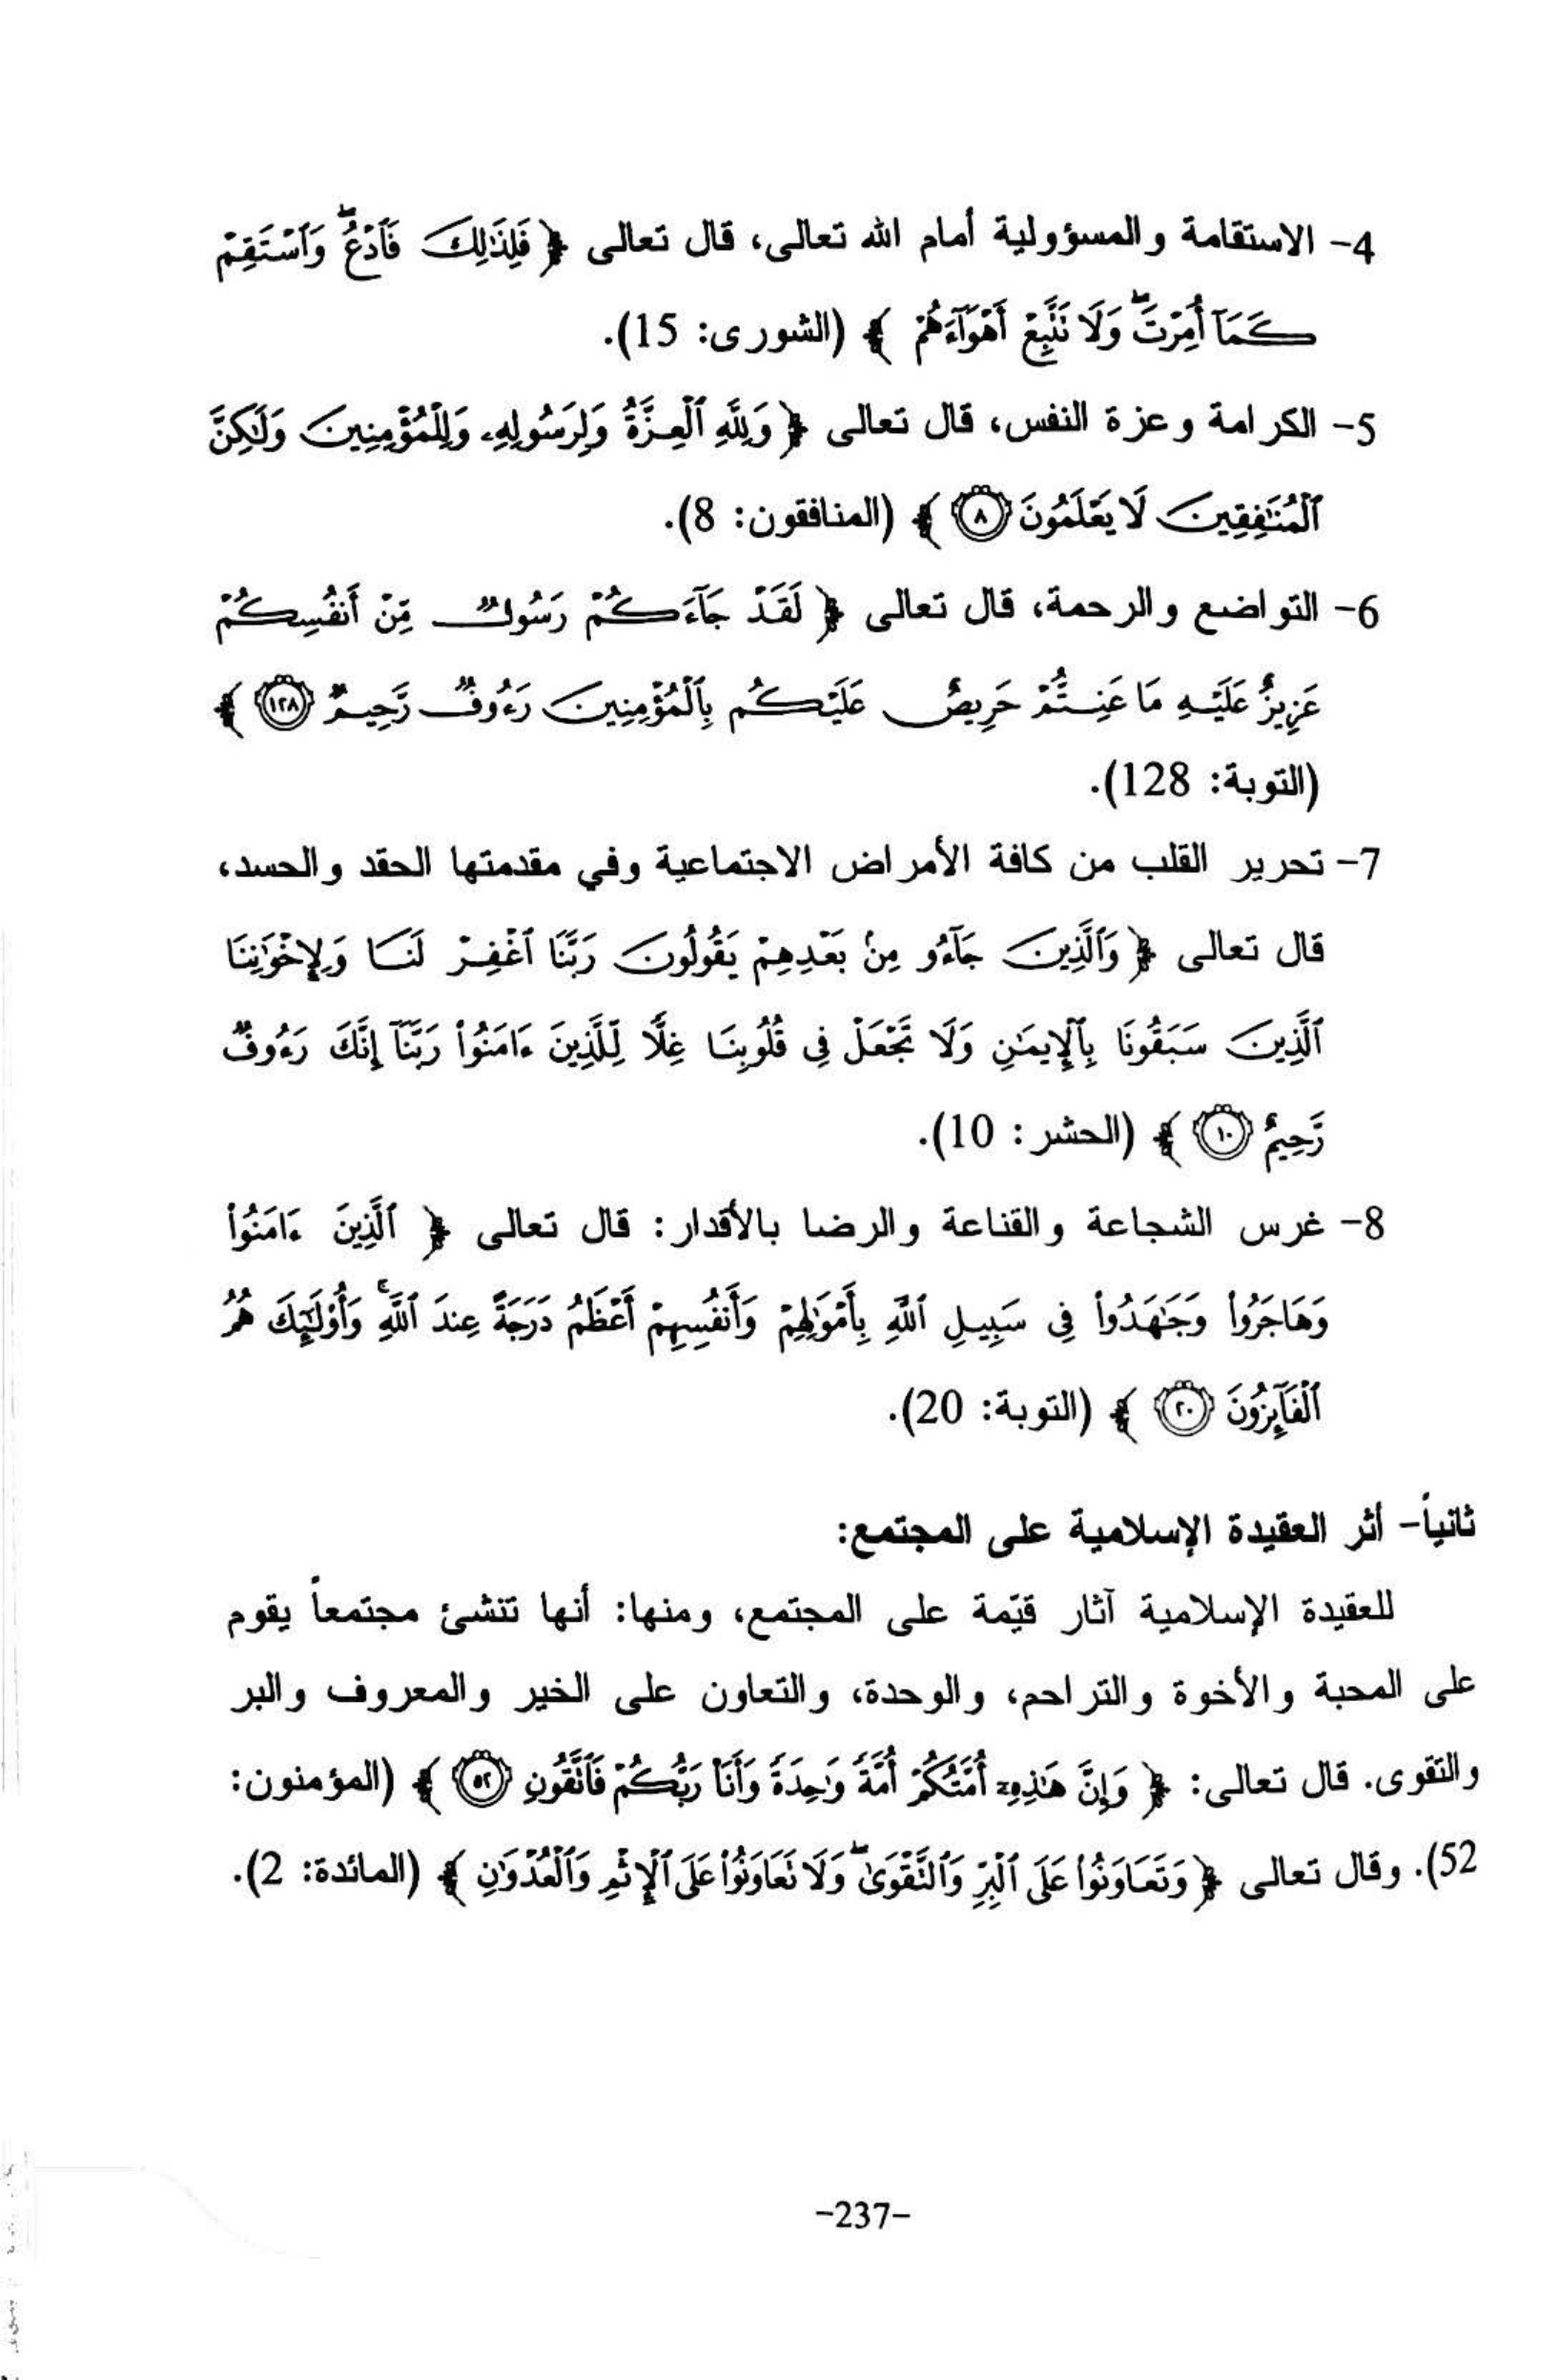 4- الاستقامة والمسؤولية أمام الله تعالى، قال تعالى ﴿ فَلِذَٰلِكَ فَٱدْعُ ۖ وَٱسْتَقِمْ
كَمَآ أُمِرْتَ ۖ وَلَا تَتَّبِعْ أَهْوَآءَهُمْ ﴾ (الشورى: 15).
5- الكرامة وعزة النفس، قال تعالى ﴿ وَلِلَّهِ ٱلْعِزَّةُ وَلِرَسُولِهِۦ وَلِلْمُؤْمِنِينَ وَلَٰكِنَّ
ٱلْمُنَٰفِقِينَ لَا يَعْلَمُونَ ٨ ﴾ (المنافقون: 8).
6- التواضع والرحمة، قال تعالى ﴿ لَقَدْ جَآءَكُمْ رَسُولٌ مِّنْ أَنفُسِكُمْ
عَزِيزٌ عَلَيْهِ مَا عَنِتُّمْ حَرِيصٌ عَلَيْكُم بِٱلْمُؤْمِنِينَ رَءُوفٌ رَّحِيمٌ ١٢٨ ﴾
(التوبة: 128).
7- تحرير القلب من كافة الأمراض الاجتماعية وفي مقدمتها الحقد والحسد،
قال تعالى ﴿ وَٱلَّذِينَ جَآءُو مِنۢ بَعْدِهِمْ يَقُولُونَ رَبَّنَا ٱغْفِرْ لَنَا وَلِإِخْوَٰنِنَا
ٱلَّذِينَ سَبَقُونَا بِٱلْإِيمَٰنِ وَلَا تَجْعَلْ فِى قُلُوبِنَا غِلًّا لِّلَّذِينَ ءَامَنُوا۟ رَبَّنَآ إِنَّكَ رَءُوفٌ
رَّحِيمٌ ١٠ ﴾ (الحشر: 10).
8- غرس الشجاعة والقناعة والرضا بالأقدار: قال تعالى ﴿ ٱلَّذِينَ ءَامَنُوا۟
وَهَاجَرُوا۟ وَجَٰهَدُوا۟ فِى سَبِيلِ ٱللَّهِ بِأَمْوَٰلِهِمْ وَأَنفُسِهِمْ أَعْظَمُ دَرَجَةً عِندَ ٱللَّهِ ۚ وَأُو۟لَٰٓئِكَ هُمُ
ٱلْفَآئِزُونَ ٢٠ ﴾ (التوبة: 20).
ثانياً- أثر العقيدة الإسلامية على المجتمع:
للعقيدة الإسلامية آثار قيّمة على المجتمع، ومنها: أنها تنشئ مجتمعاً يقوم
على المحبة والأخوة والتراحم، والوحدة، والتعاون على الخير والمعروف والبر
والتقوى. قال تعالى: ﴿ وَإِنَّ هَٰذِهِۦٓ أُمَّتُكُمْ أُمَّةً وَٰحِدَةً وَأَنَا۠ رَبُّكُمْ فَٱتَّقُونِ ٥٢ ﴾ (المؤمنون:
52). وقال تعالى ﴿ وَتَعَاوَنُوا۟ عَلَى ٱلْبِرِّ وَٱلتَّقْوَىٰ ۖ وَلَا تَعَاوَنُوا۟ عَلَى ٱلْإِثْمِ وَٱلْعُدْوَٰنِ ﴾ (المائدة: 2).
-237-